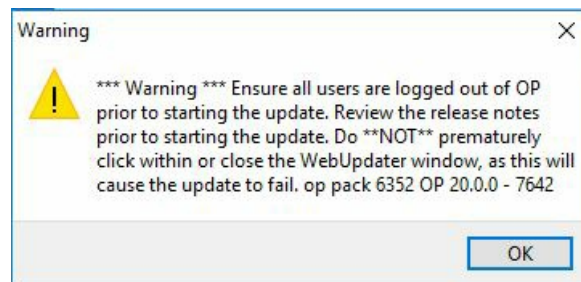 Warning
*** Warning *** Ensure all users are logged out of OP
prior to starting the update. Review the release notes
prior to starting the update. Do **NOT** prematurely
click within or close the WebUpdater window, as this will
cause the update to fail. op pack 6352 OP 20.0.0 - 7642
OK